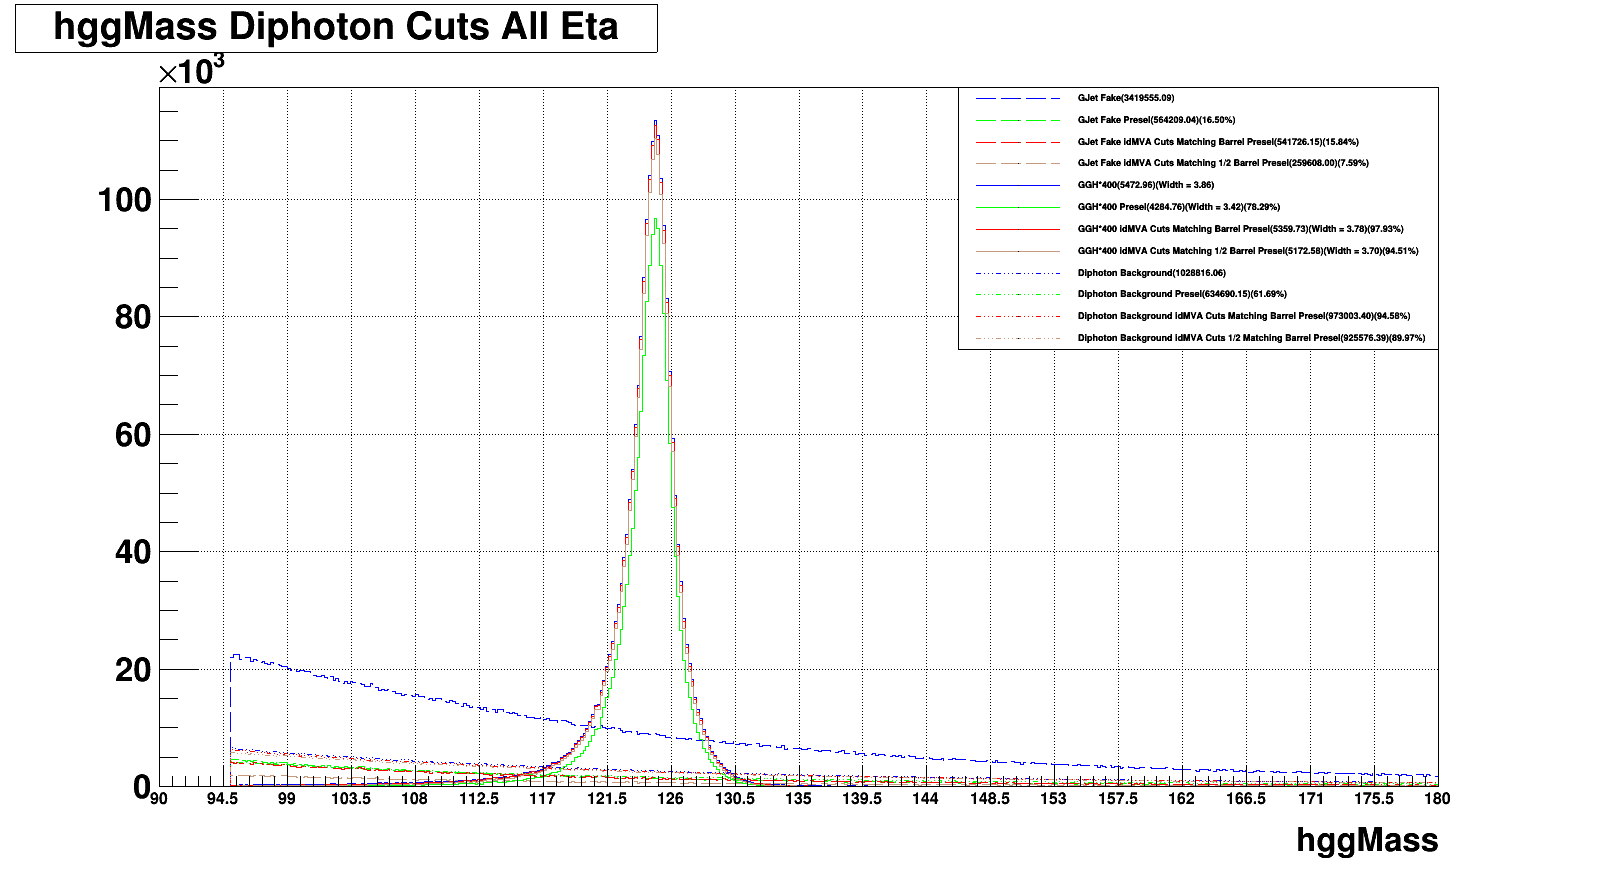 hggMass Diphoton Cuts All Eta
×10³
GJet Fake(3419555.09)
GJet Fake Presel(564209.04)(16.50%)
GJet Fake idMVA Cuts Matching Barrel Presel(541726.15)(15.84%)
GJet Fake idMVA Cuts Matching 1/2 Barrel Presel(259608.00)(7.59%)
GGH*400(5472.96)(Width = 3.86)
GGH*400 Presel(4284.76)(Width = 3.42)(78.29%)
GGH*400 idMVA Cuts Matching Barrel Presel(5359.73)(Width = 3.78)(97.93%)
GGH*400 idMVA Cuts Matching 1/2 Barrel Presel(5172.58)(Width = 3.70)(94.51%)
Diphoton Background(1028816.06)
Diphoton Background Presel(634690.15)(61.69%)
Diphoton Background idMVA Cuts Matching Barrel Presel(973003.40)(94.58%)
Diphoton Background idMVA Cuts 1/2 Matching Barrel Presel(925576.39)(89.97%)
100
80
60
40
20
0
90 94.5 99 103.5 108 112.5 117 121.5 126 130.5 135 139.5 144 148.5 153 157.5 162 166.5 171 175.5 180
hggMass